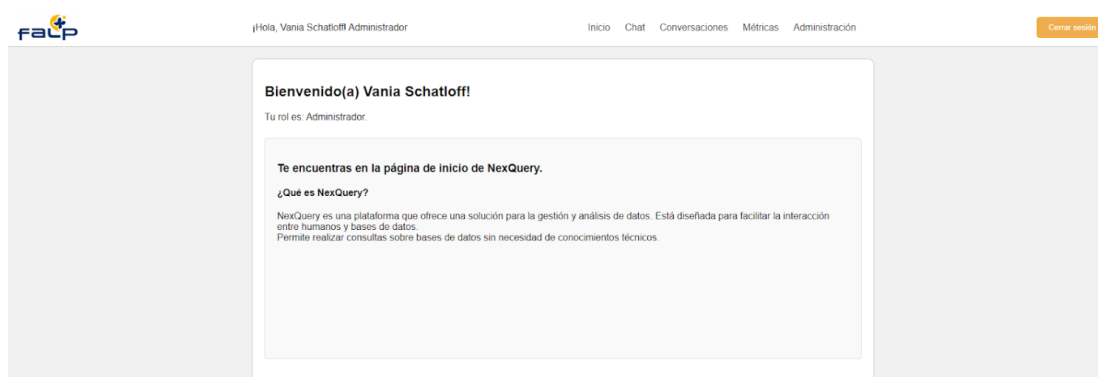 falp
¡Hola, Vania Schatloff! Administrador
Inicio Chat Conversaciones Métricas Administración
Cerrar sesión
Bienvenido(a) Vania Schatloff!
Tu rol es: Administrador.
Te encuentras en la página de inicio de NexQuery.
¿Qué es NexQuery?
NexQuery es una plataforma que ofrece una solución para la gestión y análisis de datos. Está diseñada para facilitar la interacción
entre humanos y bases de datos.
Permite realizar consultas sobre bases de datos sin necesidad de conocimientos técnicos.